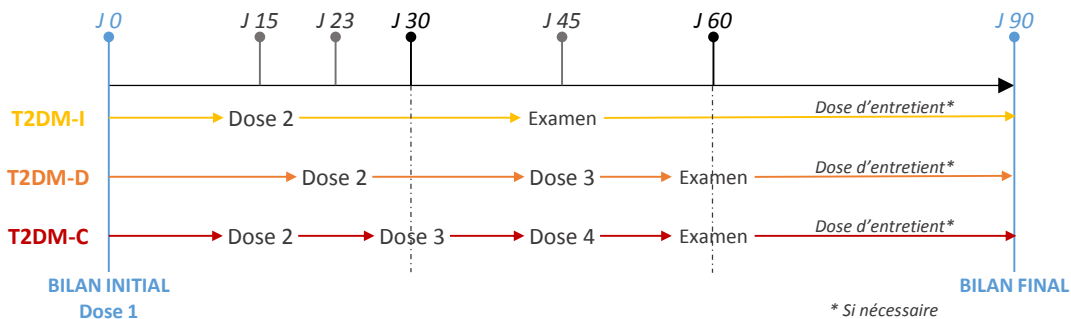 J 0 J 15 J 23 J 30 J 45 J 60 J 90
T2DM-I Dose 2 Examen Dose d'entretient*
T2DM-D Dose 2 Dose 3 Examen Dose d'entretient*
T2DM-C Dose 2 Dose 3 Dose 4 Examen Dose d'entretient*
BILAN INITIAL BILAN FINAL
Dose 1 * Si nécessaire